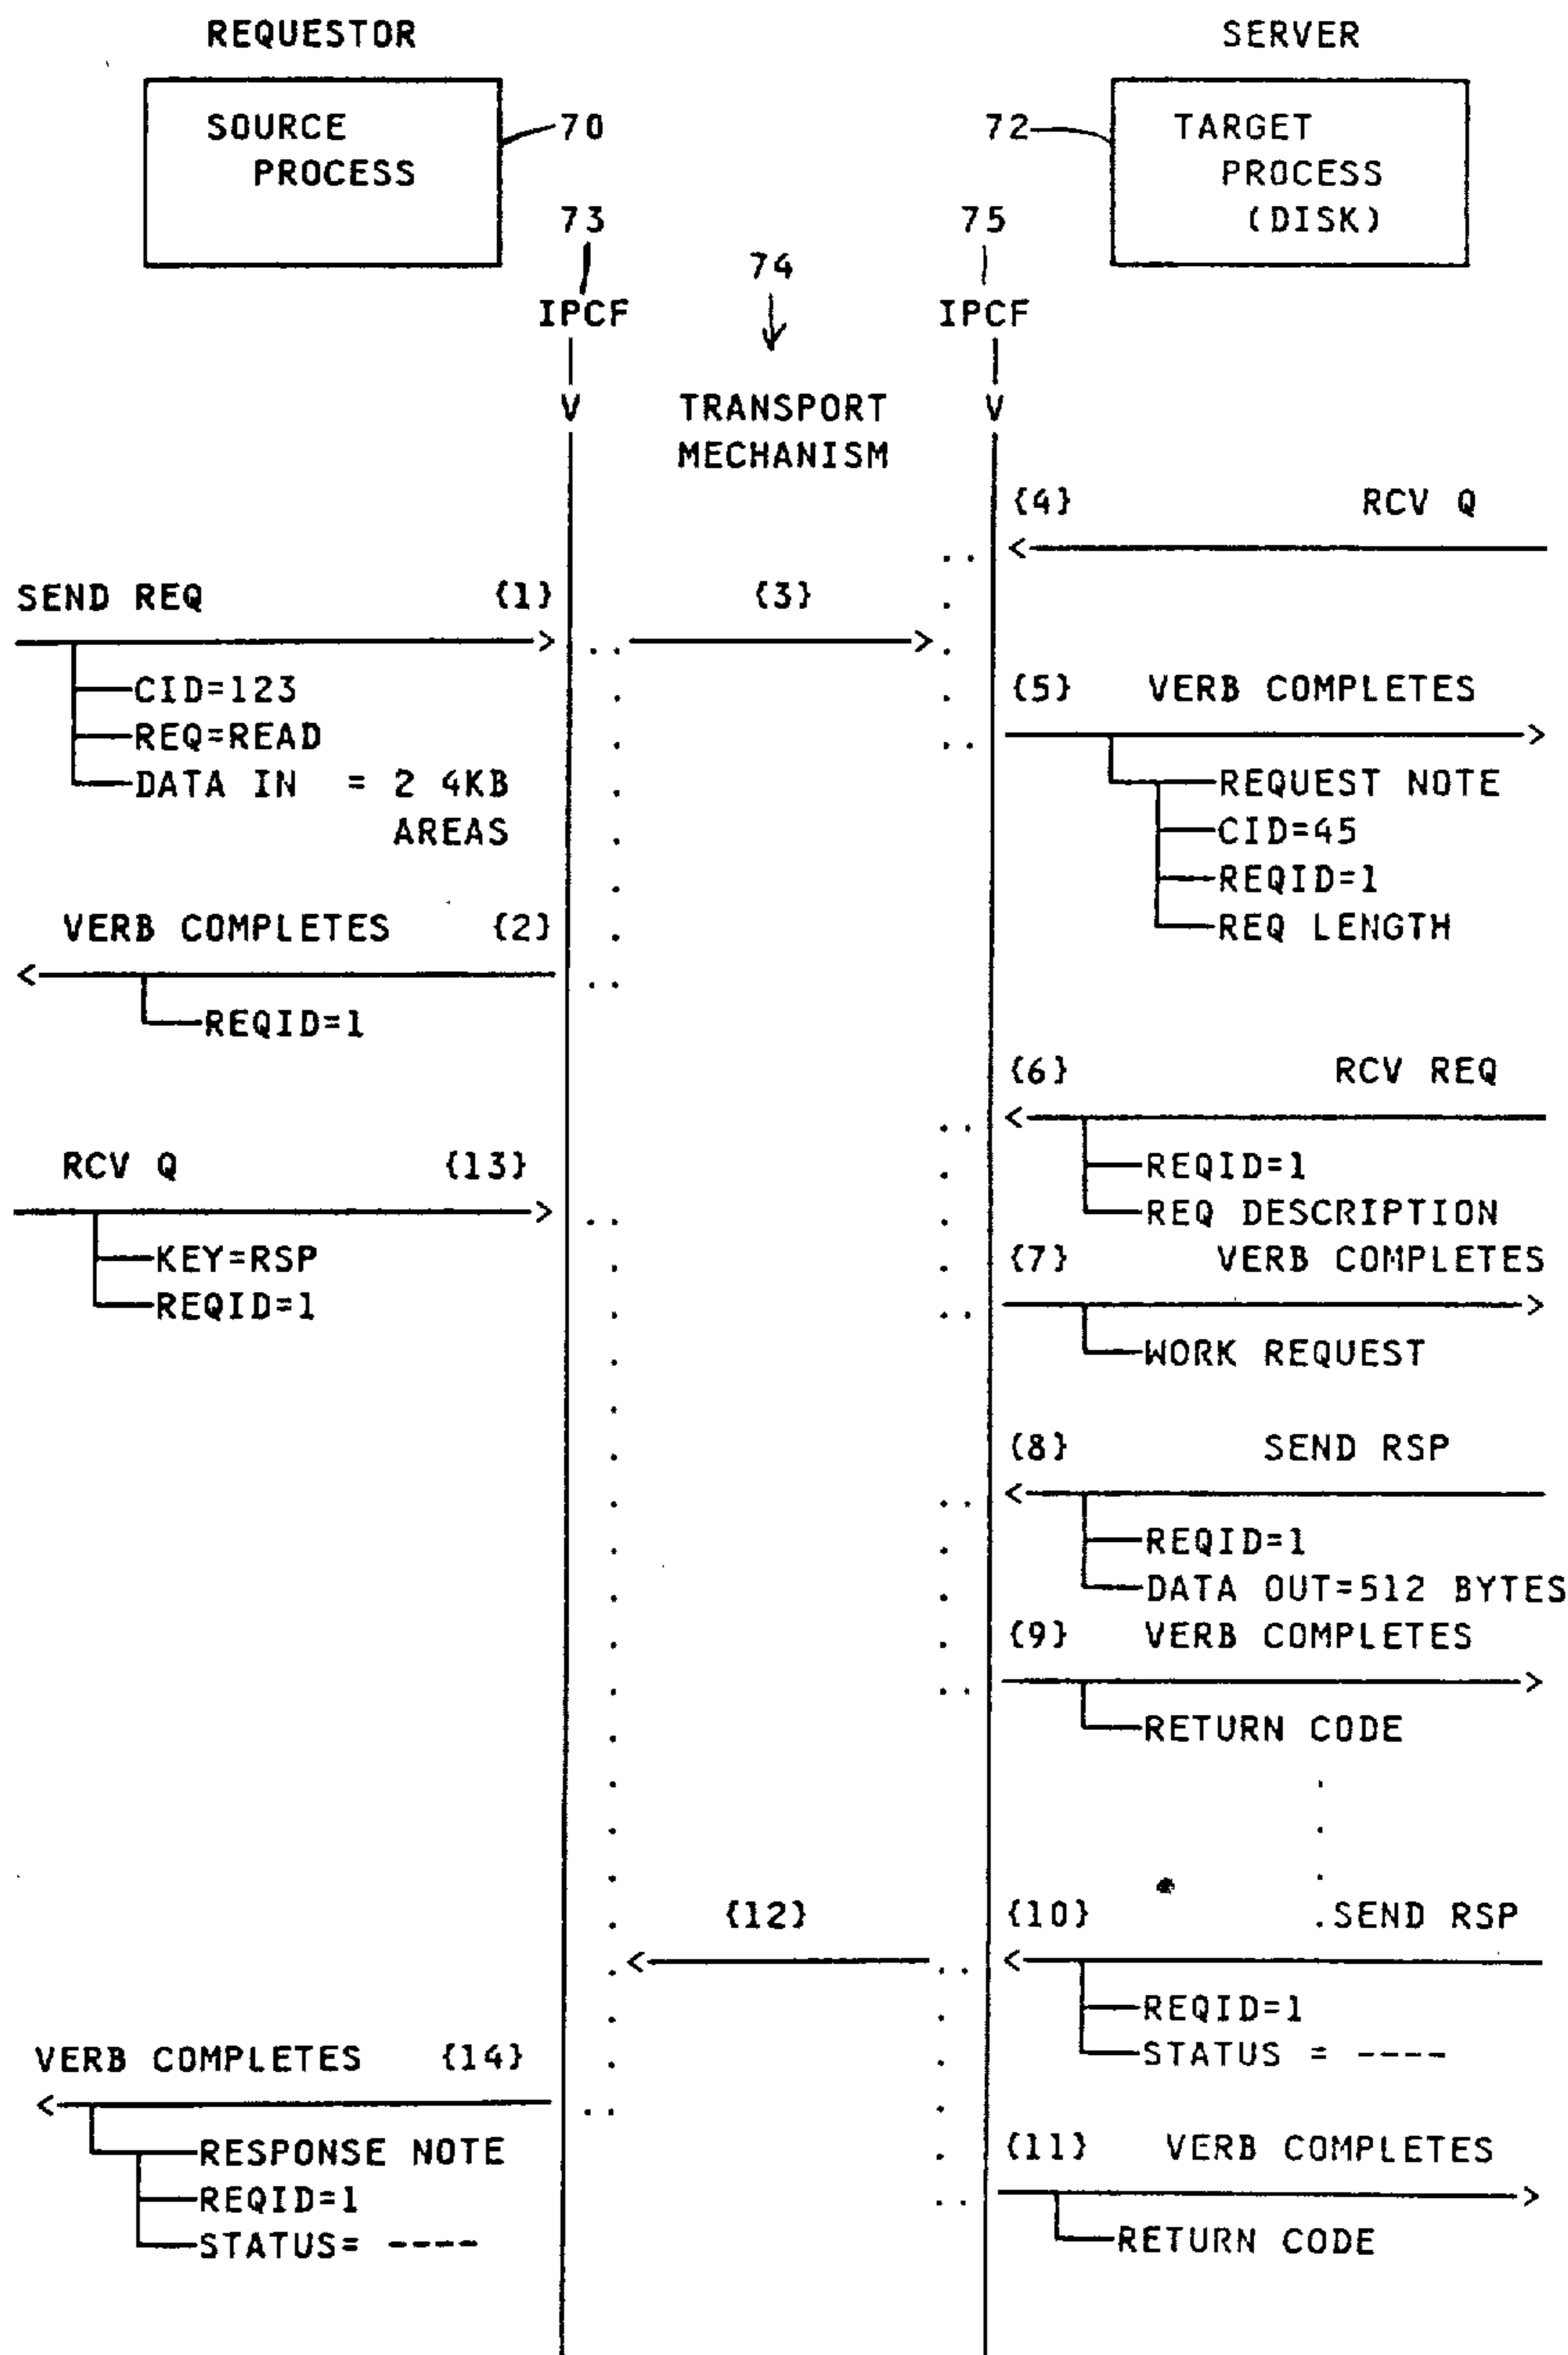 REQUESTOR
SERVER
SOURCE
PROCESS
70
72
TARGET
PROCESS
(DISK)
73
75
74
IPCF
IPCF
V
TRANSPORT
MECHANISM
V
{4} RCV Q
SEND REQ {1}
{3}
CID=123
REQ=READ
DATA IN = 2 4KB
AREAS
{5} VERB COMPLETES
REQUEST NOTE
CID=45
REQID=1
REQ LENGTH
VERB COMPLETES {2}
REQID=1
{6} RCV REQ
REQID=1
REQ DESCRIPTION
RCV Q {13}
KEY=RSP
REQID=1
{7} VERB COMPLETES
WORK REQUEST
{8} SEND RSP
REQID=1
DATA OUT=512 BYTES
{9} VERB COMPLETES
RETURN CODE
{12}
{10} .SEND RSP
REQID=1
STATUS = ----
VERB COMPLETES {14}
RESPONSE NOTE
REQID=1
STATUS= ----
{11} VERB COMPLETES
RETURN CODE